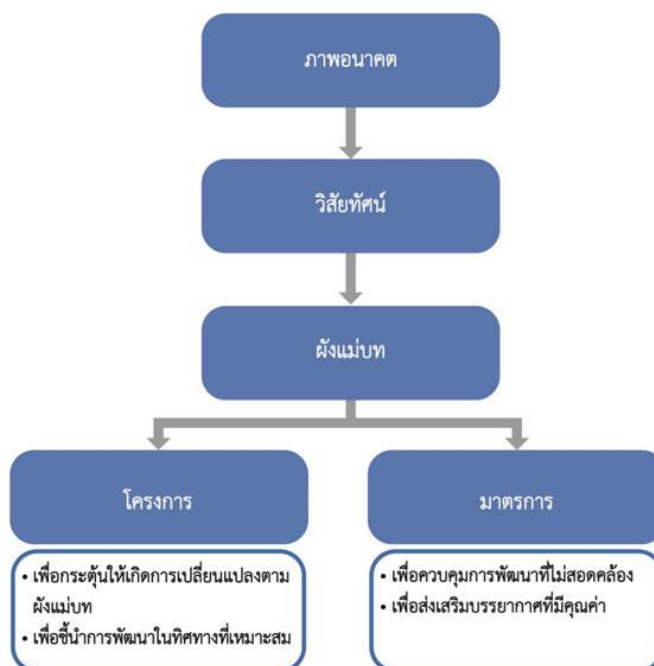 ภาพอนาคต
วิสัยทัศน์
ผังแม่บท
โครงการ
• เพื่อกระตุ้นให้เกิดการเปลี่ยนแปลงตาม
ผังแม่บท
• เพื่อชี้นำการพัฒนาในทิศทางที่เหมาะสม
มาตรการ
• เพื่อควบคุมการพัฒนาที่ไม่สอดคล้อง
• เพื่อส่งเสริมบรรยากาศที่มีคุณค่า